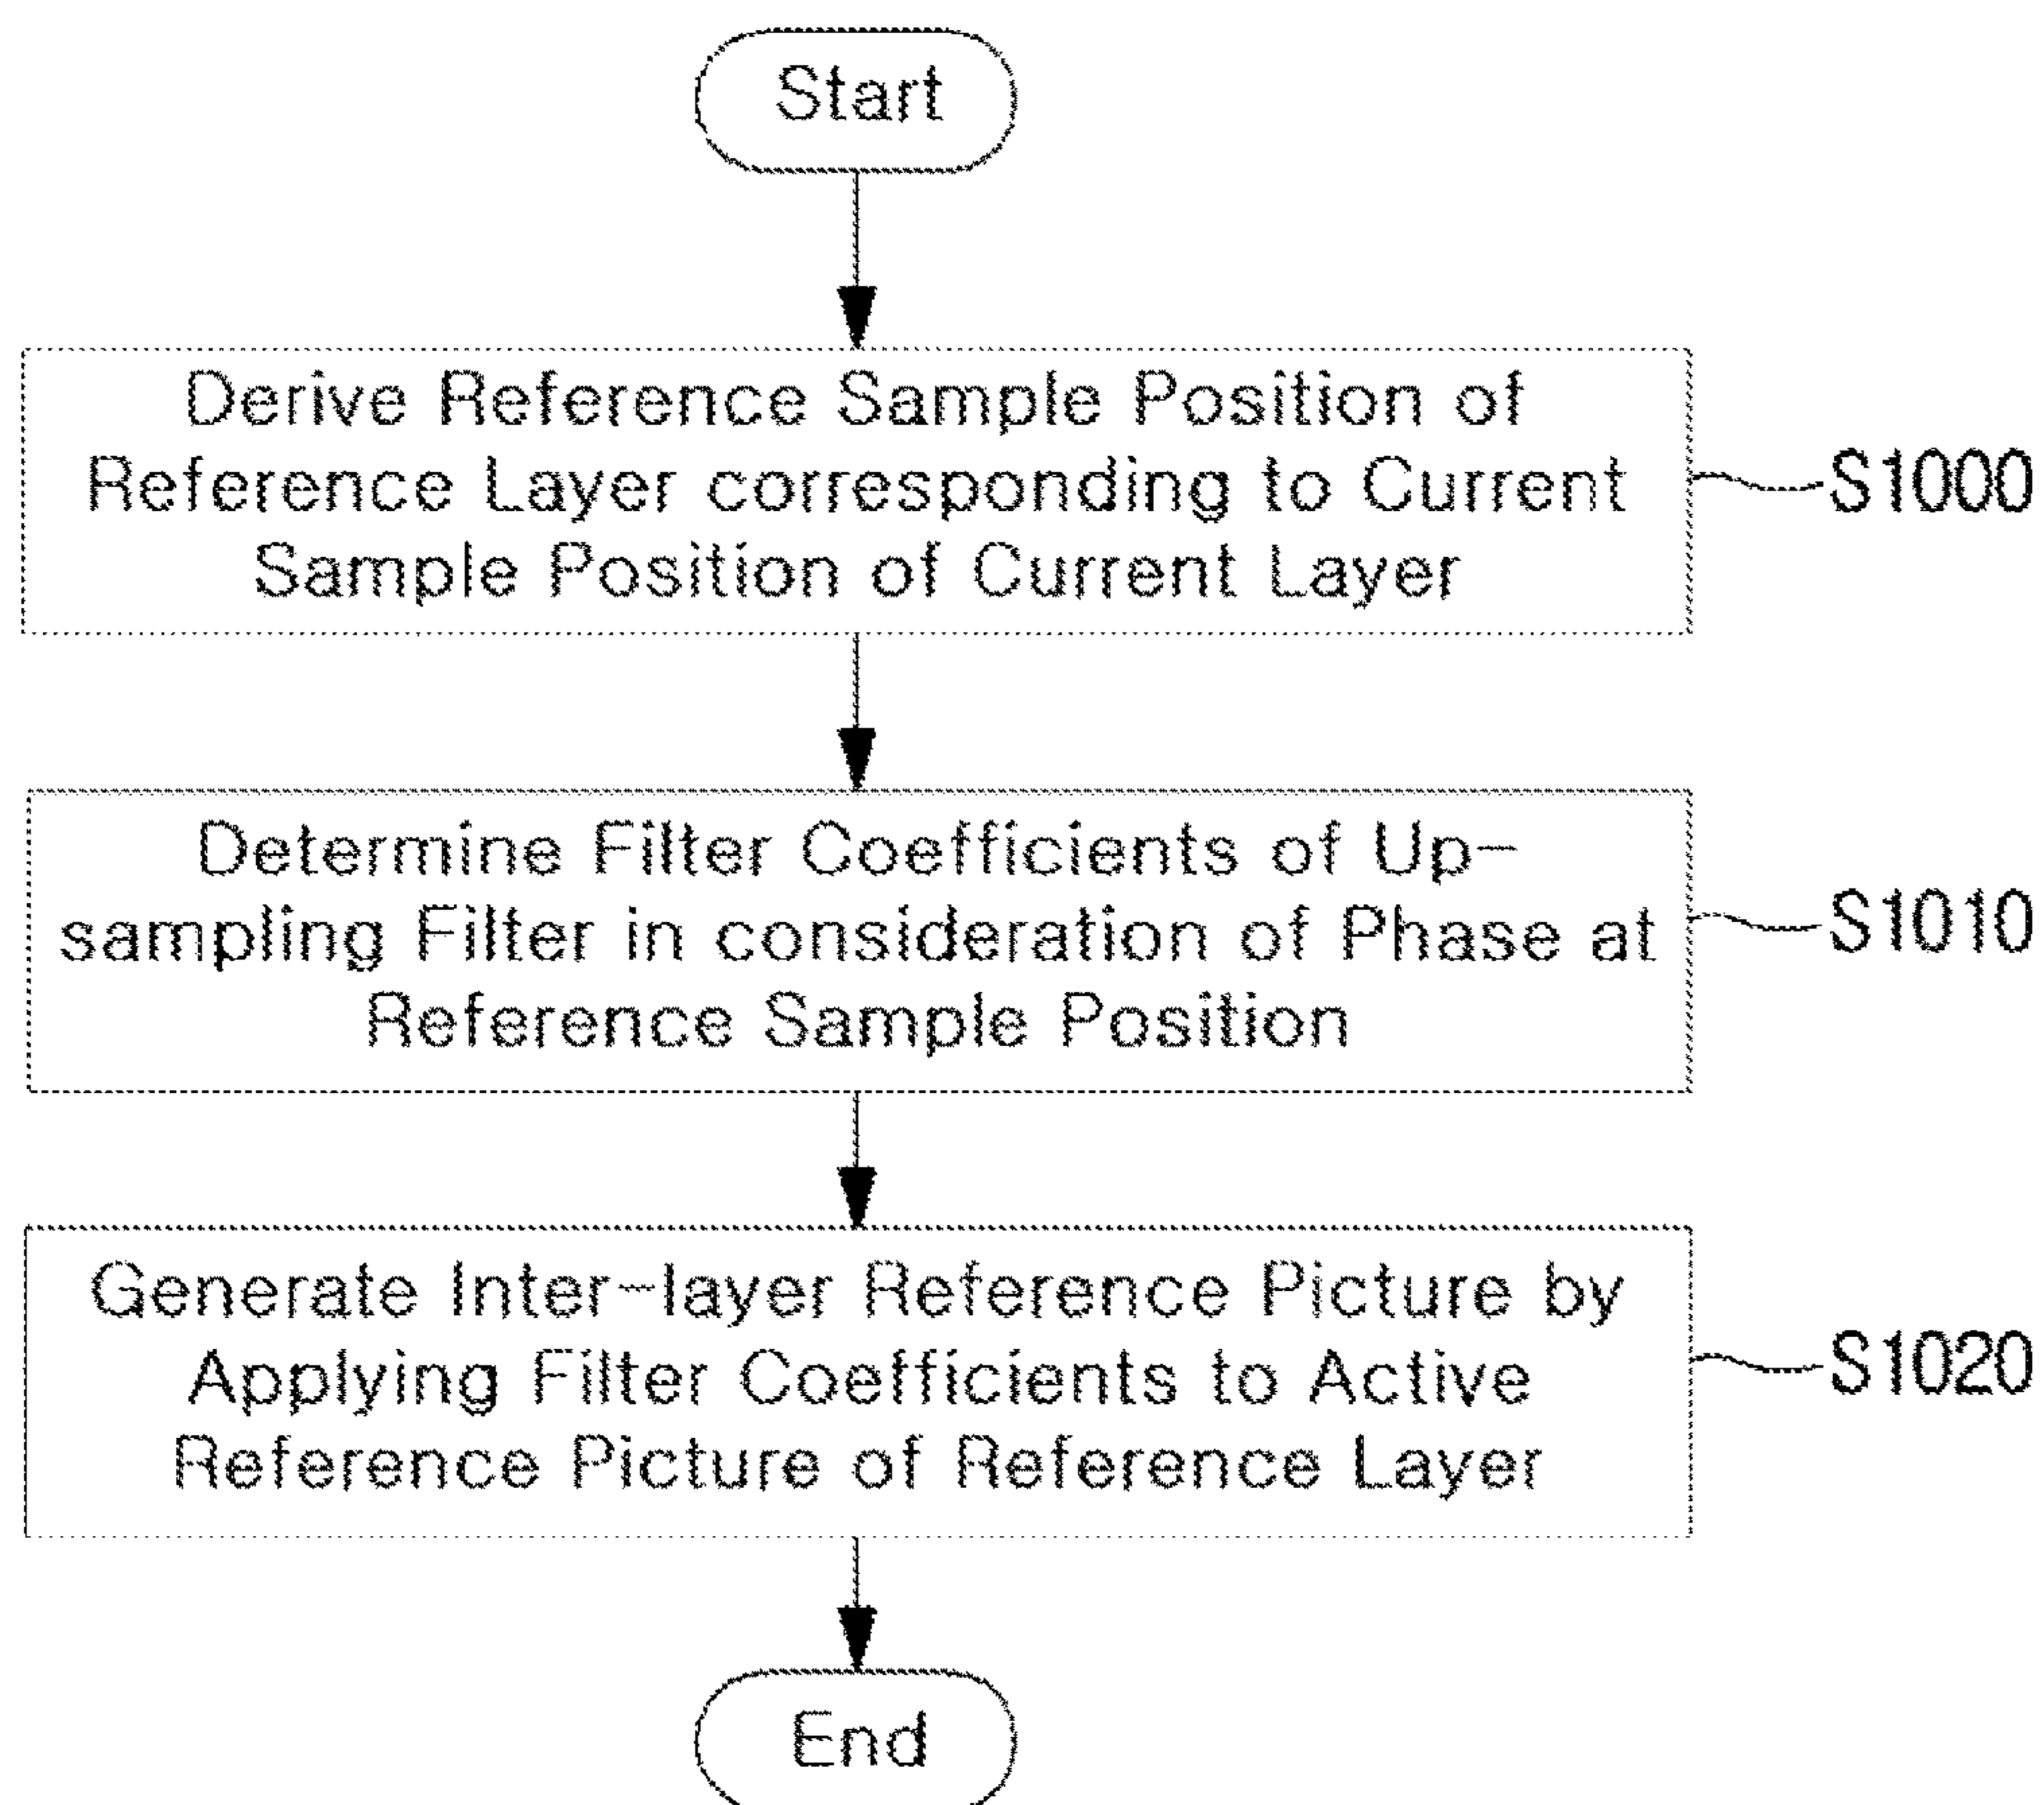 Start
Derive Reference Sample Position of
Reference Layer corresponding to Current
Sample Position of Current Layer
S1000
Determine Filter Coefficients of Up-
sampling Filter in consideration of Phase at
Reference Sample Position
S1010
Generate Inter-layer Reference Picture by
Applying Filter Coefficients to Active
Reference Picture of Reference Layer
S1020
End